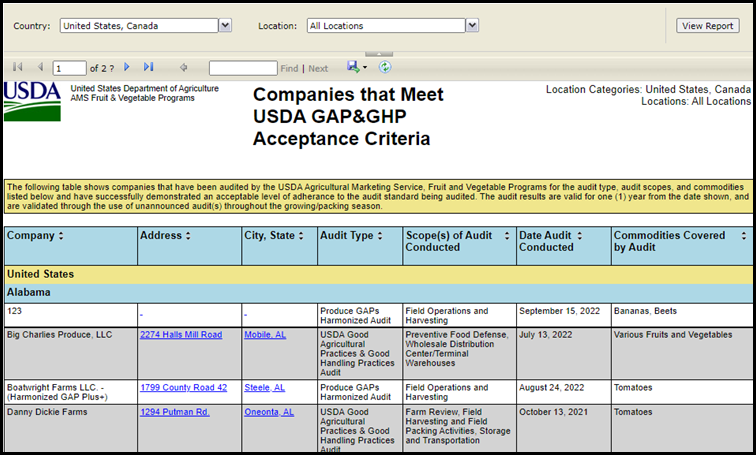 Country: United States, Canada Location: All Locations View Report
1 of 2 ? Find | Next
USDA United States Department of Agriculture
AMS Fruit & Vegetable Programs
Companies that Meet
USDA GAP&GHP
Acceptance Criteria
Location Categories: United States, Canada
Locations: All Locations
The following table shows companies that have been audited by the USDA Agricultural Marketing Service, Fruit and Vegetable Programs for the audit type, audit scopes, and commodities
listed below and have successfully demonstrated an acceptable level of adherence to the audit standard being audited. The audit results are valid for one (1) year from the date shown, and
are validated through the use of unannounced audit(s) throughout the growing/packing season.
Company Address City, State Audit Type Scope(s) of Audit Date Audit Commodities Covered
Conducted Conducted by Audit
United States
Alabama
123 - - Produce GAPs Field Operations and September 15, 2022 Bananas, Beets
Harmonized Audit Harvesting
Big Charlies Produce, LLC 2274 Halls Mill Road Mobile, AL USDA Good Preventive Food Defense, July 13, 2022 Various Fruits and Vegetables
Agricultural Wholesale Distribution
Practices & Good Center/Terminal
Handling Practices Warehouses
Audit
Boatwright Farms LLC. - 1799 County Road 42 Steele, AL Produce GAPs Field Operations and August 24, 2022 Tomatoes
(Harmonized GAP Plus+) Harmonized Audit Harvesting
Danny Dickie Farms 1294 Putman Rd. Oneonta, AL USDA Good Farm Review, Field October 13, 2021 Tomatoes
Agricultural Harvesting and Field
Practices & Good Packing Activities, Storage
Handling Practices and Transportation
Audit